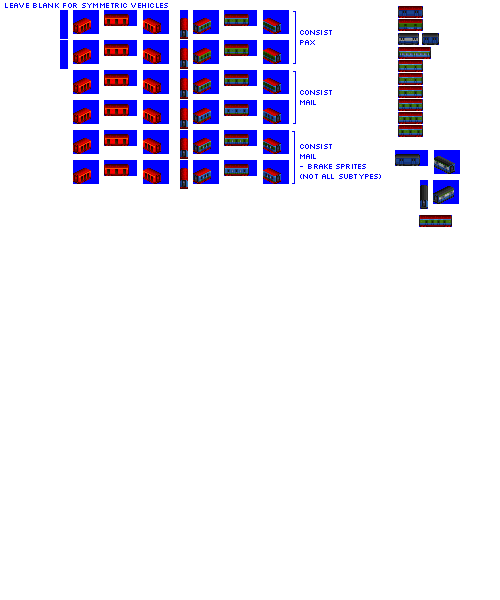 LEAVE BLANK FOR SYMMETRIC VEHICLES
CONSIST
PAX
CONSIST
MAIL
CONSIST
MAIL
- BRAKE SPRITES
(NOT ALL SUBTYPES)